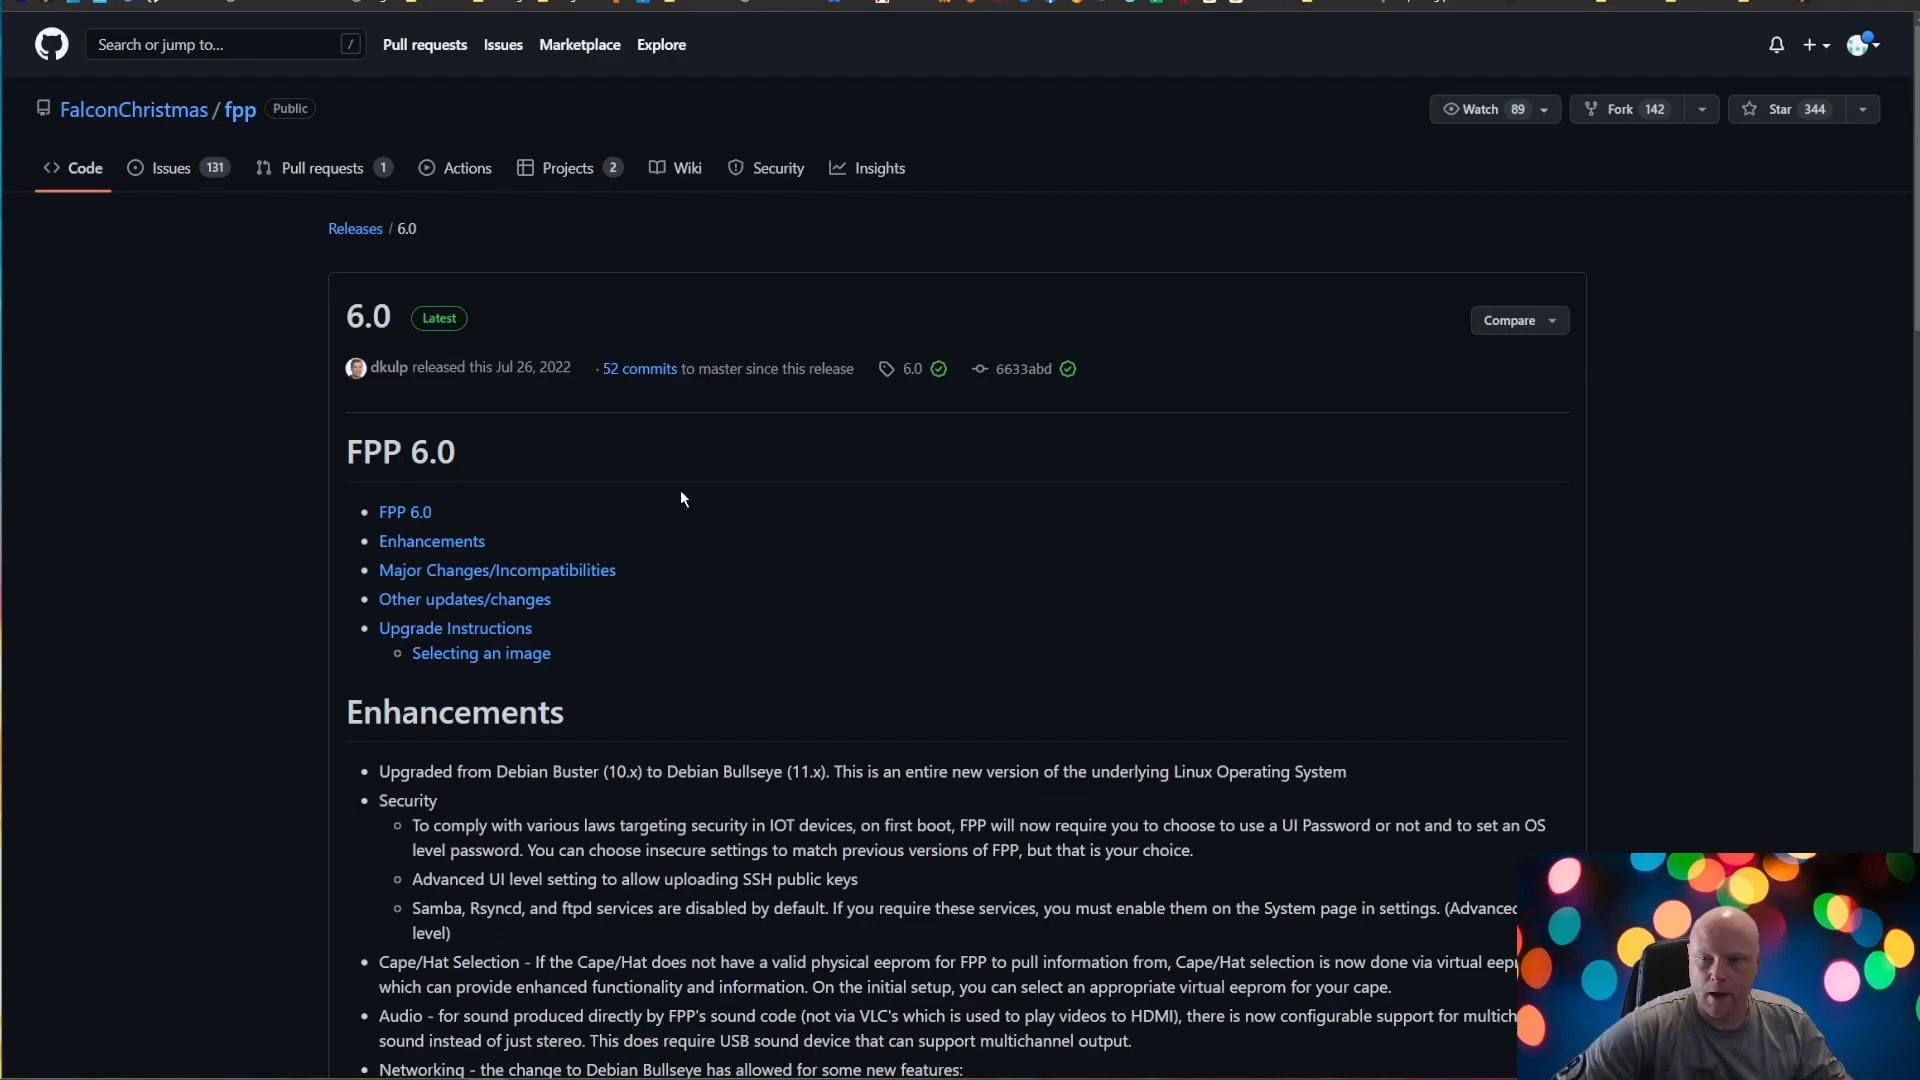 Search or jump to... /
Pull requests Issues Marketplace Explore
FalconChristmas / fpp Public
Watch 89 Fork 142 Star 344
Code Issues 131 Pull requests 1 Actions Projects 2 Wiki Security Insights
Releases / 6.0
6.0 Latest
Compare
dkulp released this Jul 26, 2022 · 52 commits to master since this release 6.0 6633abd
FPP 6.0
FPP 6.0
Enhancements
Major Changes/Incompatibilities
Other updates/changes
Upgrade Instructions
Selecting an image
Enhancements
Upgraded from Debian Buster (10.x) to Debian Bullseye (11.x). This is an entire new version of the underlying Linux Operating System
Security
To comply with various laws targeting security in IOT devices, on first boot, FPP will now require you to choose to use a UI Password or not and to set an OS
level password. You can choose insecure settings to match previous versions of FPP, but that is your choice.
Advanced UI level setting to allow uploading SSH public keys
Samba, Rsyncd, and ftpd services are disabled by default. If you require these services, you must enable them on the System page in settings. (Advanced
level)
Cape/Hat Selection - If the Cape/Hat does not have a valid physical eeprom for FPP to pull information from, Cape/Hat selection is now done via virtual
which can provide enhanced functionality and information. On the initial setup, you can select an appropriate virtual eeprom for your cape.
Audio - for sound produced directly by FPP's sound code (not via VLC's which is used to play videos to HDMI), there is now configurable support for
sound instead of just stereo. This does require USB sound device that can support multichannel output.
Networking - the change to Debian Bullseye has allowed for some new features: